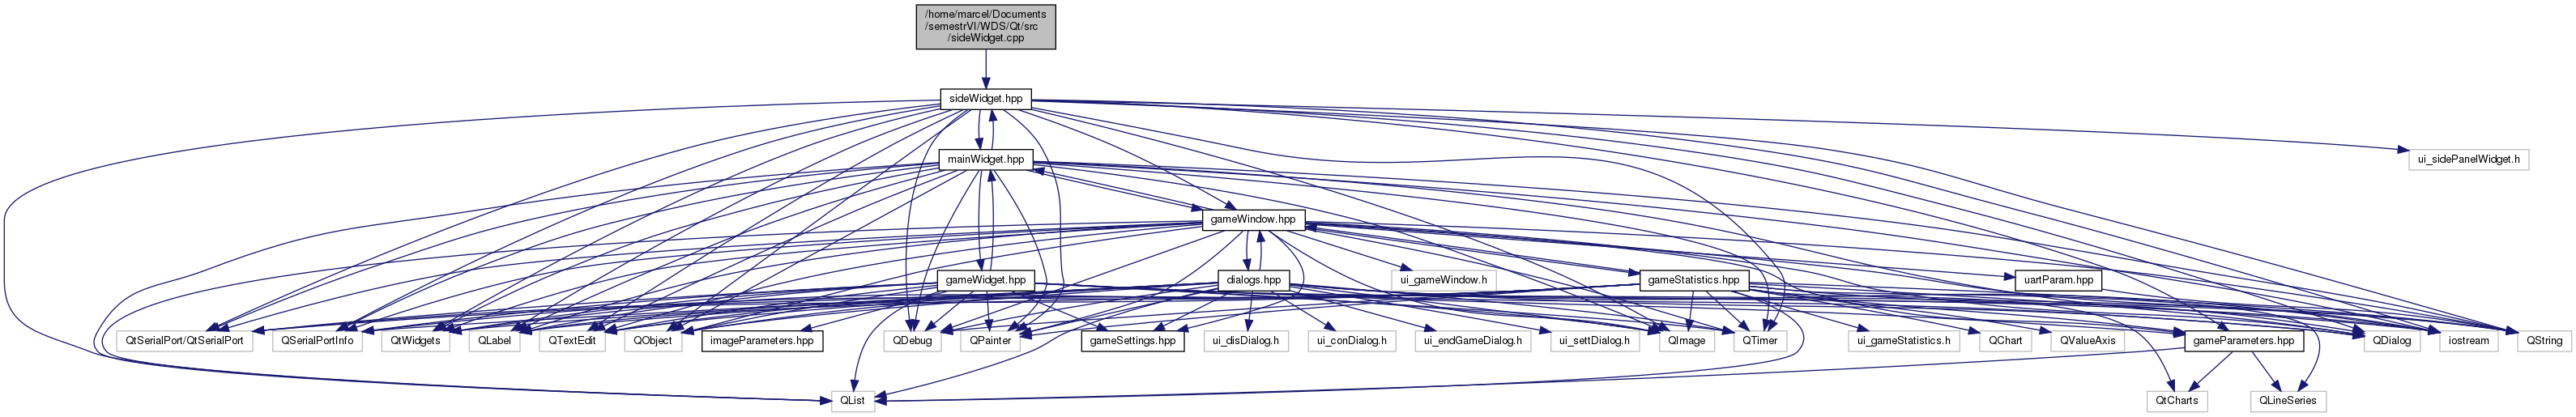 /home/marcel/Documents
/semestrVI/WDS/Qt/src
/sideWidget.cpp
sideWidget.hpp
mainWidget.hpp
ui_sidePanelWidget.h
gameWindow.hpp
gameWidget.hpp
dialogs.hpp
ui_gameWindow.h
gameStatistics.hpp
uartParam.hpp
QtSerialPort/QtSerialPort
QSerialPortInfo
QtWidgets
QLabel
QTextEdit
QObject
imageParameters.hpp
QDebug
QPainter
gameSettings.hpp
ui_disDialog.h
ui_conDialog.h
ui_endGameDialog.h
ui_settDialog.h
QImage
QTimer
ui_gameStatistics.h
QChart
QValueAxis
gameParameters.hpp
QDialog
iostream
QString
QList
QtCharts
QLineSeries